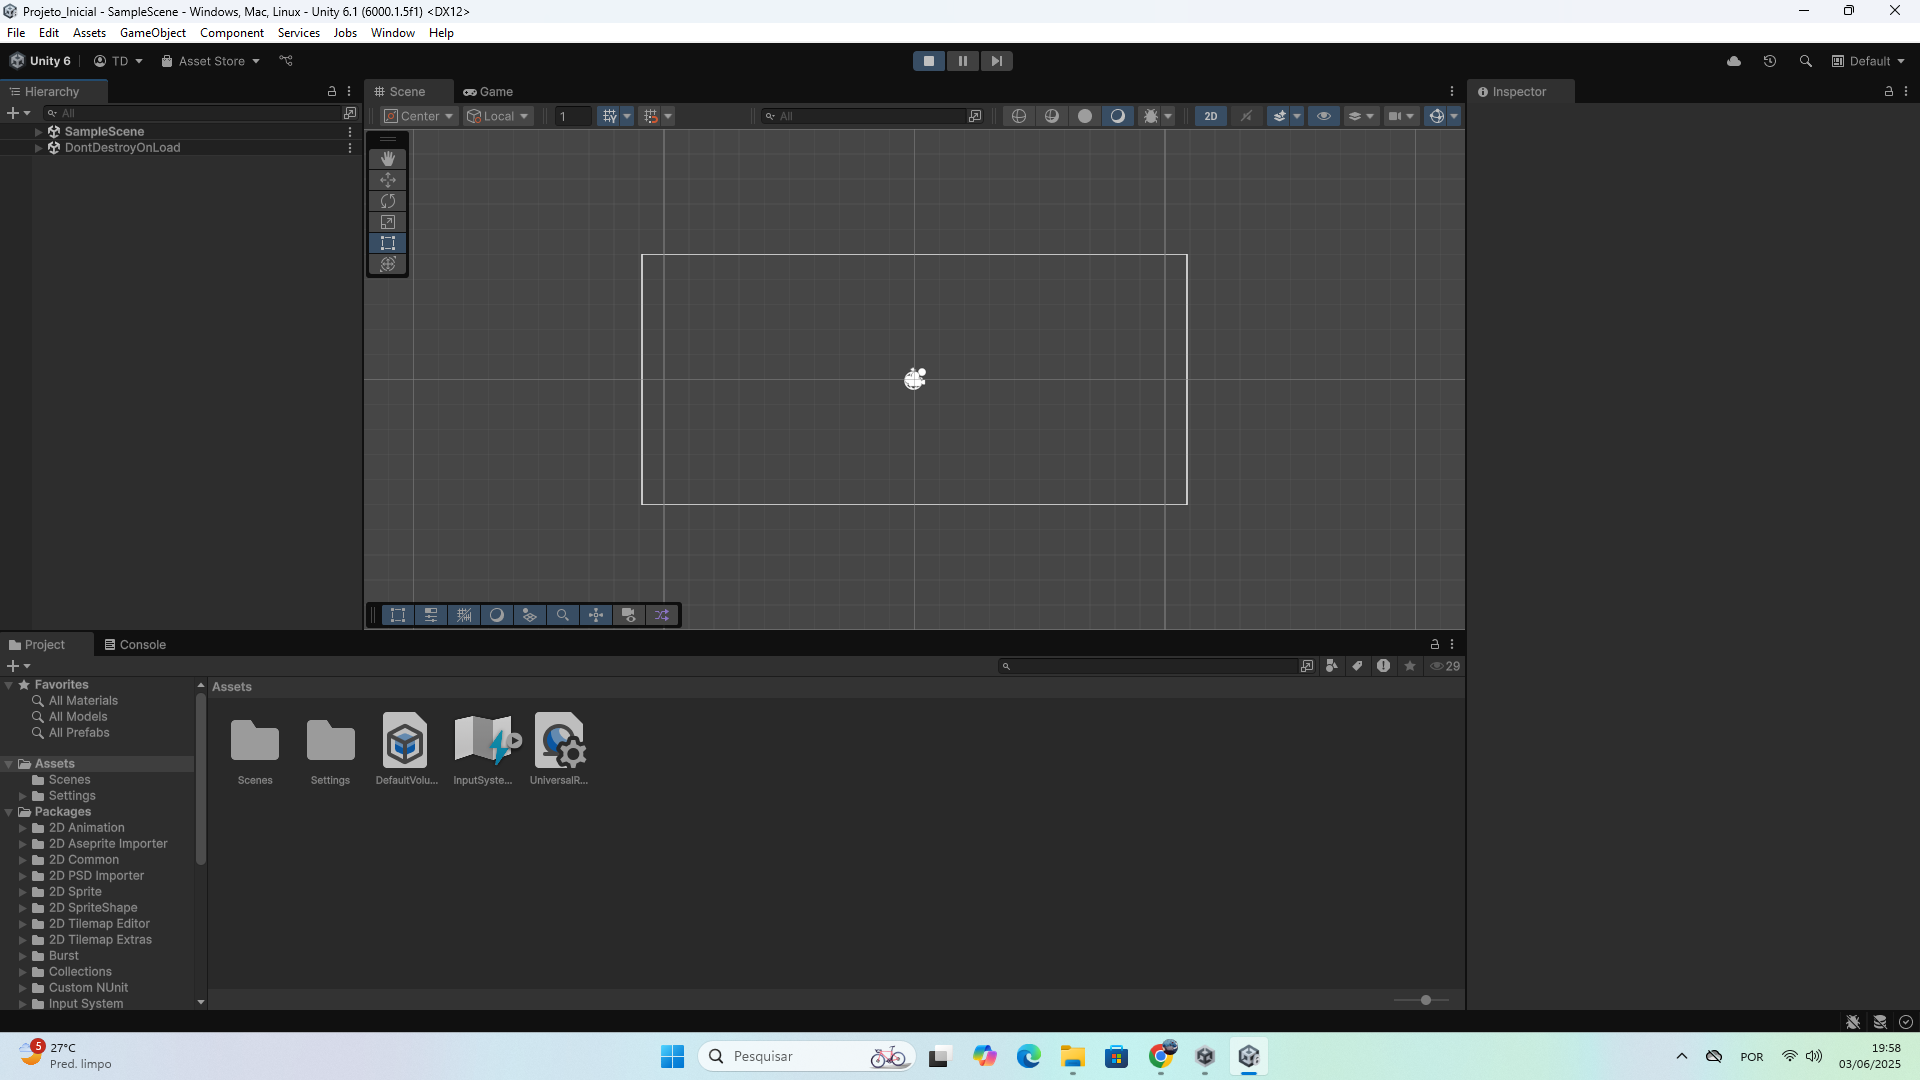 Projeto_Inicial - SampleScene - Windows, Mac, Linux - Unity 6.1 (6000.1.5f1) <DX12>
File Edit Assets GameObject Component Services Jobs Window Help
Unity 6 TD Asset Store Default
Hierarchy
All
SampleScene
DontDestroyOnLoad
Scene Game
Center Local 1 All 2D
Inspector
Project Console
29
Favorites
All Materials
All Models
All Prefabs
Assets
Scenes
Settings
Packages
2D Animation
2D Aseprite Importer
2D Common
2D PSD Importer
2D Sprite
2D SpriteShape
2D Tilemap Editor
2D Tilemap Extras
Burst
Collections
Custom NUnit
Input System
Assets
Scenes Settings DefaultVolu... InputSyste... UniversalR...
5
27°C
Pred. limpo
Pesquisar
POR
19:58
03/06/2025